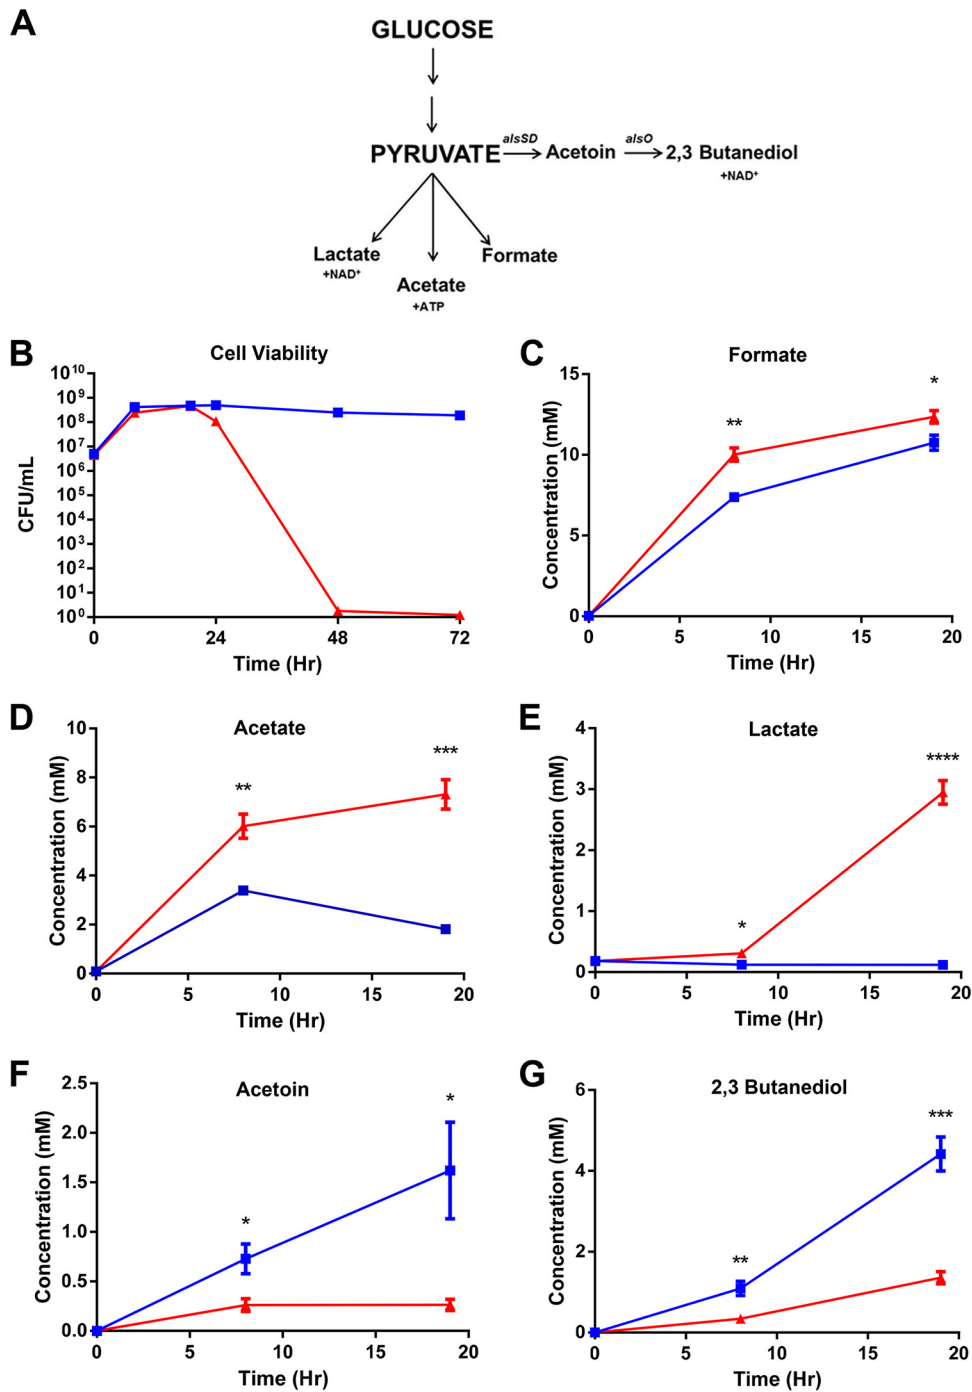 A
GLUCOSE
PYRUVATE
alsSD
Acetoin
alsO
2,3 Butanediol
+NAD⁺
Lactate
+NAD⁺
Acetate
+ATP
Formate
B
Cell Viability
CFU/mL
10¹⁰
10⁹
10⁸
10⁷
10⁶
10⁵
10⁴
10³
10²
10¹
10⁰
0 24 48 72
Time (Hr)
C
Formate
Concentration (mM)
15
10
5
0
** *
0 5 10 15 20
Time (Hr)
D
Acetate
Concentration (mM)
10
8
6
4
2
0
** ***
0 5 10 15 20
Time (Hr)
E
Lactate
Concentration (mM)
4
3
2
1
0
* ****
0 5 10 15 20
Time (Hr)
F
Acetoin
Concentration (mM)
2.5
2.0
1.5
1.0
0.5
0.0
* *
0 5 10 15 20
Time (Hr)
G
2,3 Butanediol
Concentration (mM)
6
4
2
0
** ***
0 5 10 15 20
Time (Hr)